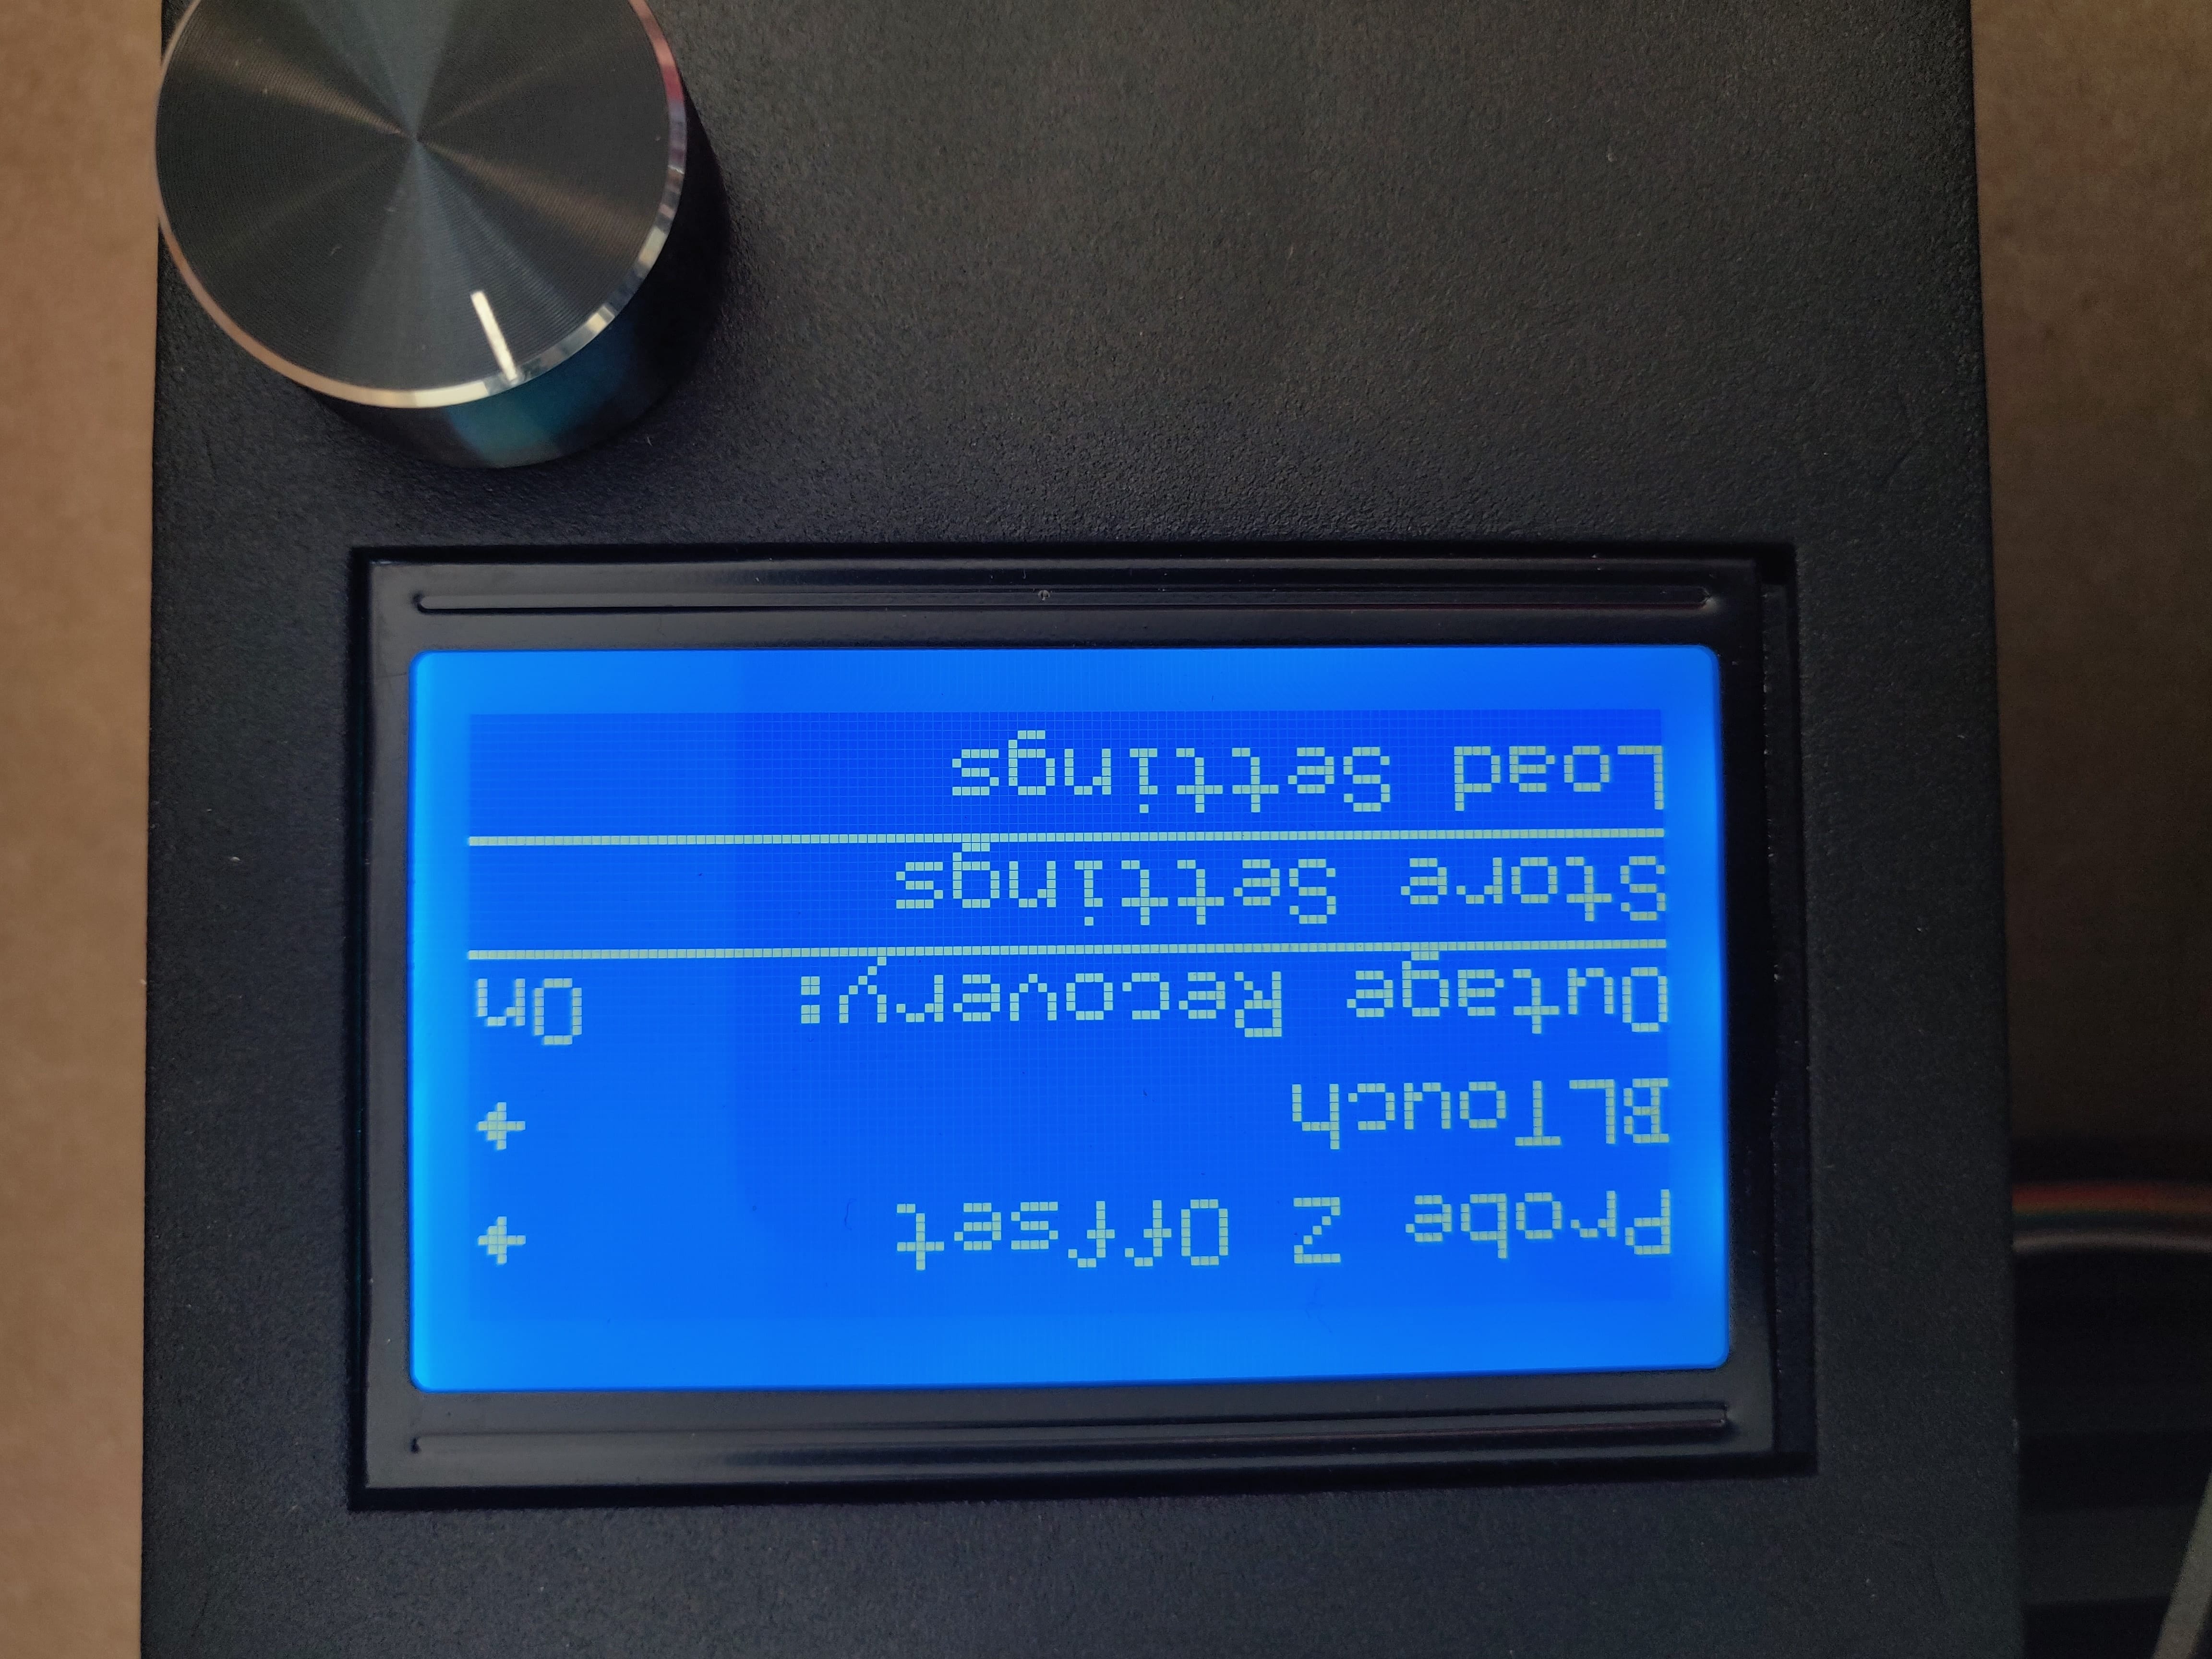 Probe Z Offset →
BLTouch →
Outage Recovery: On
Store Settings
Load Settings